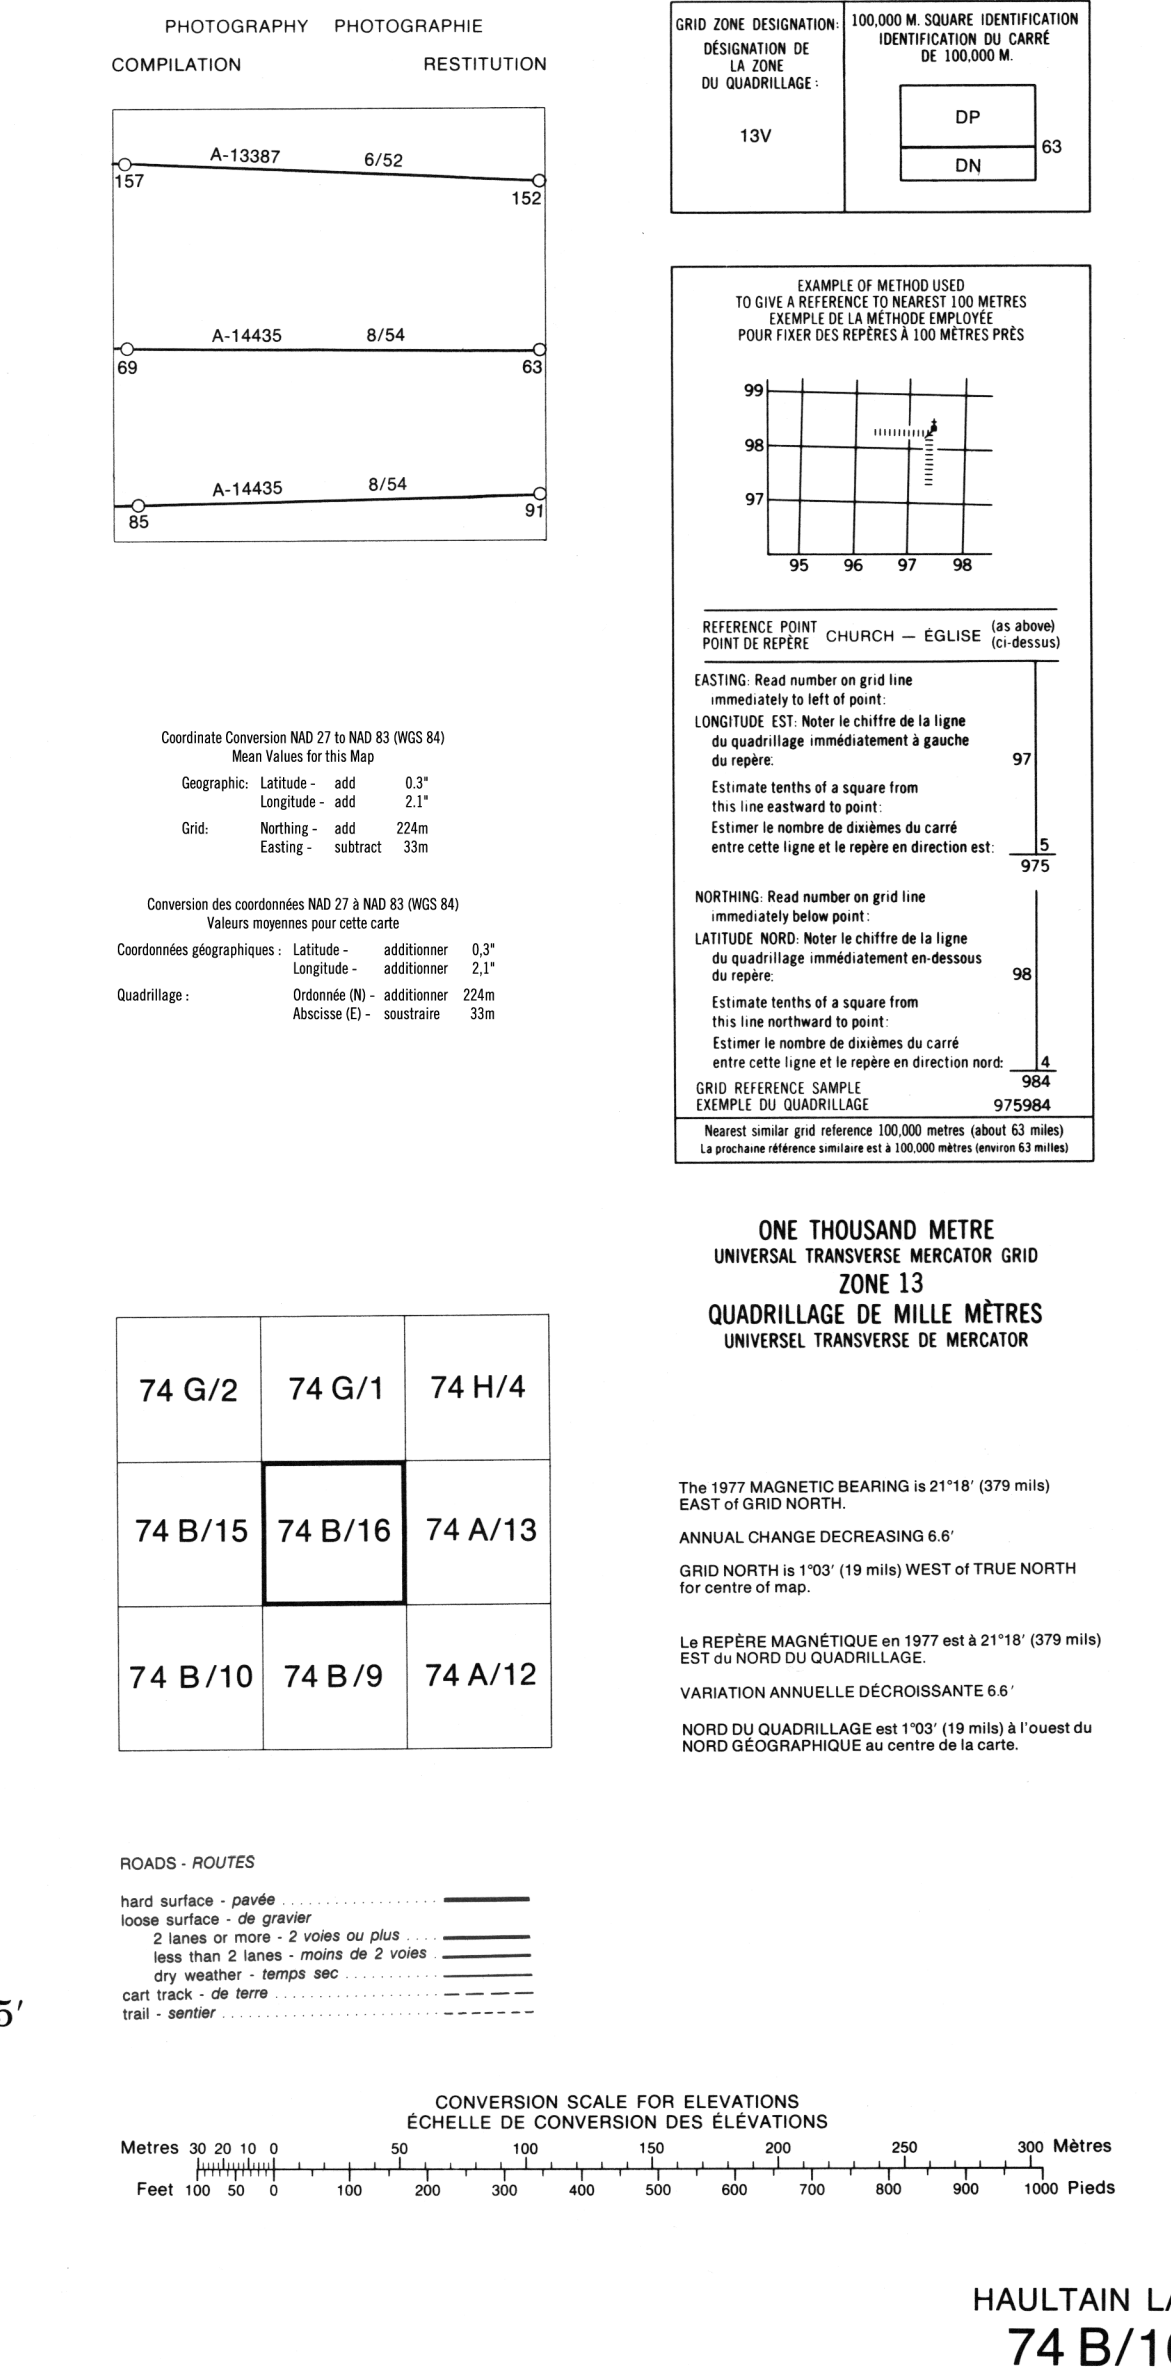 PHOTOGRAPHY PHOTOGRAPHIE
COMPILATION RESTITUTION
A-13387 6/52
157
152
A-14435 8/54
69 63
A-14435 8/54
85 91
GRID ZONE DESIGNATION:
DÉSIGNATION DE
LA ZONE
DU QUADRILLAGE :
13V
100,000 M. SQUARE IDENTIFICATION
IDENTIFICATION DU CARRÉ
DE 100,000 M.
DP
63
DN
EXAMPLE OF METHOD USED
TO GIVE A REFERENCE TO NEAREST 100 METRES
EXEMPLE DE LA MÉTHODE EMPLOYÉE
POUR FIXER DES REPÈRES À 100 MÈTRES PRÈS
99
98
97
95 96 97 98
REFERENCE POINT
POINT DE REPÈRE
CHURCH — ÉGLISE
(as above)
(ci-dessus)
EASTING: Read number on grid line
immediately to left of point:
LONGITUDE EST: Noter le chiffre de la ligne
du quadrillage immédiatement à gauche
du repère: 97
Estimate tenths of a square from
this line eastward to point:
Estimer le nombre de dixièmes du carré
entre cette ligne et le repère en direction est: 5
975
NORTHING: Read number on grid line
immediately below point:
LATITUDE NORD: Noter le chiffre de la ligne
du quadrillage immédiatement en-dessous
du repère: 98
Estimate tenths of a square from
this line northward to point:
Estimer le nombre de dixièmes du carré
entre cette ligne et le repère en direction nord: 4
GRID REFERENCE SAMPLE 984
EXEMPLE DU QUADRILLAGE 975984
Nearest similar grid reference 100,000 metres (about 63 miles)
La prochaine référence similaire est à 100,000 mètres (environ 63 milles)
Coordinate Conversion NAD 27 to NAD 83 (WGS 84)
Mean Values for this Map
Geographic: Latitude - add 0.3"
Longitude - add 2.1"
Grid: Northing - add 224m
Easting - subtract 33m
Conversion des coordonnées NAD 27 à NAD 83 (WGS 84)
Valeurs moyennes pour cette carte
Coordonnées géographiques : Latitude - additionner 0,3"
Longitude - additionner 2,1"
Quadrillage : Ordonnée (N) - additionner 224m
Abscisse (E) - soustraire 33m
ONE THOUSAND METRE
UNIVERSAL TRANSVERSE MERCATOR GRID
ZONE 13
QUADRILLAGE DE MILLE MÈTRES
UNIVERSEL TRANSVERSE DE MERCATOR
74 G/2 74 G/1 74 H/4
74 B/15 74 B/16 74 A/13
74 B/10 74 B/9 74 A/12
The 1977 MAGNETIC BEARING is 21°18′ (379 mils)
EAST of GRID NORTH.
ANNUAL CHANGE DECREASING 6.6′
GRID NORTH is 1°03′ (19 mils) WEST of TRUE NORTH
for centre of map.
Le REPÈRE MAGNÉTIQUE en 1977 est à 21°18′ (379 mils)
EST du NORD DU QUADRILLAGE.
VARIATION ANNUELLE DÉCROISSANTE 6.6′
NORD DU QUADRILLAGE est 1°03′ (19 mils) à l'ouest du
NORD GÉOGRAPHIQUE au centre de la carte.
ROADS - ROUTES
hard surface - pavée
loose surface - de gravier
2 lanes or more - 2 voies ou plus
less than 2 lanes - moins de 2 voies
dry weather - temps sec
cart track - de terre
trail - sentier
5′
CONVERSION SCALE FOR ELEVATIONS
ÉCHELLE DE CONVERSION DES ÉLÉVATIONS
Metres 30 20 10 0 50 100 150 200 250 300 Mètres
Feet 100 50 0 100 200 300 400 500 600 700 800 900 1000 Pieds
HAULTAIN LA
74 B/16